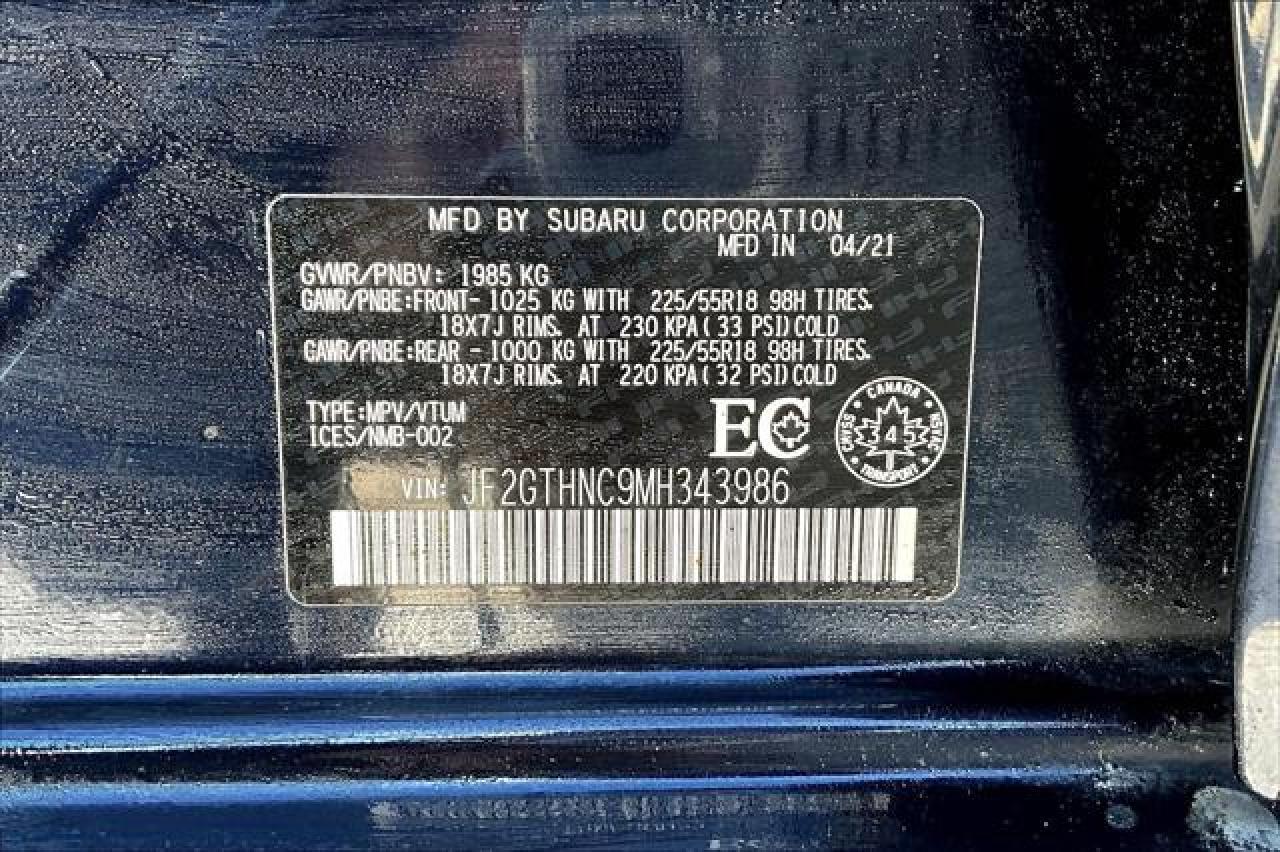 MFD BY SUBARU CORPORATION
MFD IN 04/21
GVWR/PNBV: 1985 KG
GAWR/PNBE:FRONT- 1025 KG WITH 225/55R18 98H TIRES.
18X7J RIMS. AT 230 KPA( 33 PSI)COLD
GAWR/PNBE:REAR - 1000 KG WITH 225/55R18 98H TIRES.
18X7J RIMS. AT 220 KPA( 32 PSI)COLD
TYPE:MPV/VTUM
ICES/NMB-002
EC
CANADA
CMVSS
4
NSVAC
TRANSPORT
VIN: JF2GTHNC9MH343986